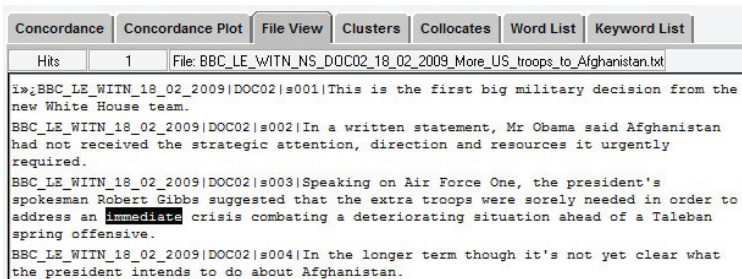 Concordance Concordance Plot File View Clusters Collocates Word List Keyword List
Hits 1 File: BBC_LE_WITN_NS_DOC02_18_02_2009_More_US_troops_to_Afghanistan.txt
ï»¿BBC_LE_WITN_18_02_2009|DOC02|s001|This is the first big military decision from the
new White House team.
BBC_LE_WITN_18_02_2009|DOC02|s002|In a written statement, Mr Obama said Afghanistan
had not received the strategic attention, direction and resources it urgently
required.
BBC_LE_WITN_18_02_2009|DOC02|s003|Speaking on Air Force One, the president's
spokesman Robert Gibbs suggested that the extra troops were sorely needed in order to
address an immediate crisis combating a deteriorating situation ahead of a Taleban
spring offensive.
BBC_LE_WITN_18_02_2009|DOC02|s004|In the longer term though it's not yet clear what
the president intends to do about Afghanistan.